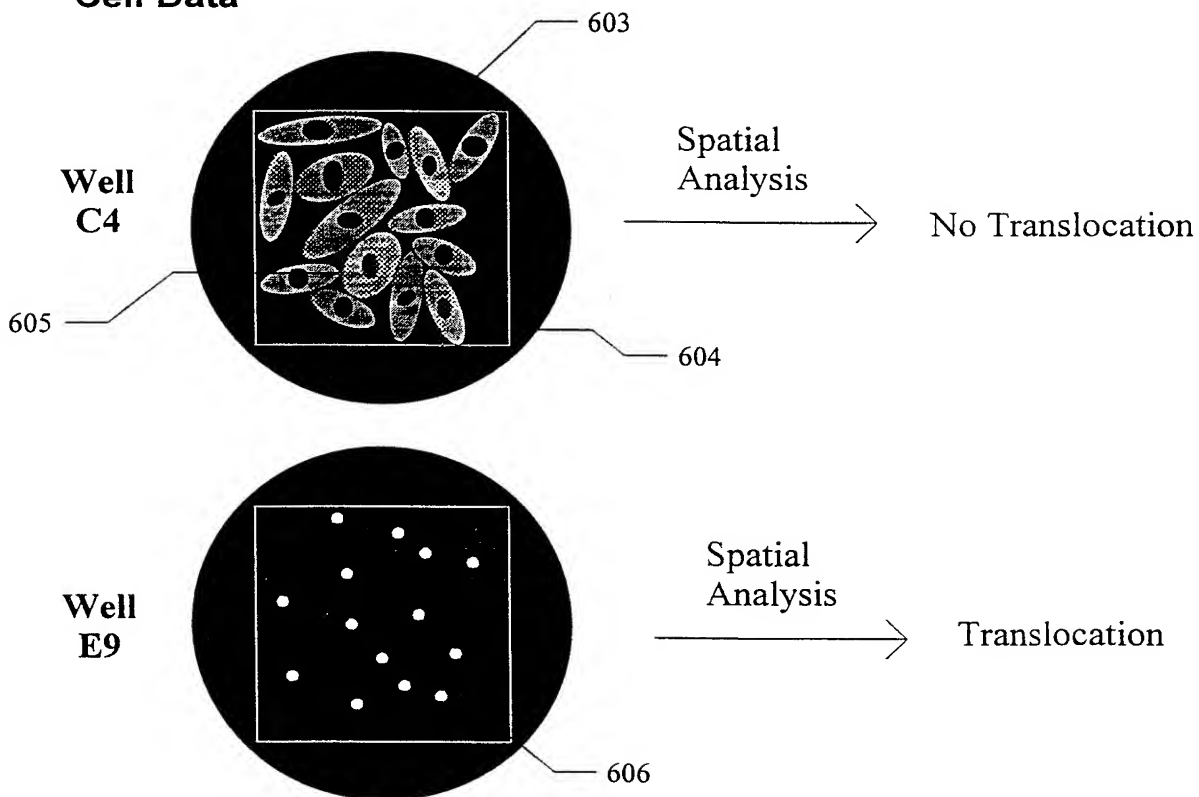 Cell Data
603
Well
C4
Spatial
Analysis
No Translocation
605
604
Well
E9
Spatial
Analysis
Translocation
606